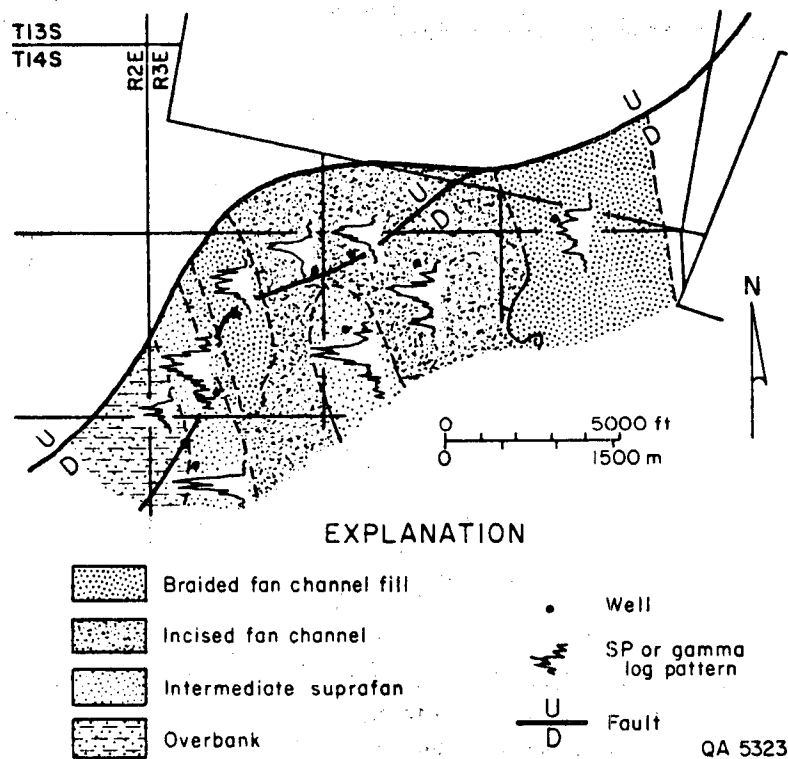 T13S
T14S
R2E
R3E
U
D
U
D
U
D
N
0 5000 ft
0 1500 m
EXPLANATION
Braided fan channel fill
Incised fan channel
Intermediate suprafan
Overbank
Well
SP or gamma
log pattern
U
D
Fault
QA 5323